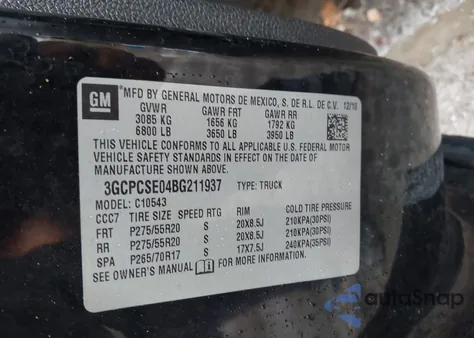 GM
*MFD BY GENERAL MOTORS DE MEXICO, S. DE R.L. DE C.V. 12/10
GVWR GAWR FRT GAWR RR
3085 KG 1656 KG 1792 KG
6800 LB 3650 LB 3950 LB
THIS VEHICLE CONFORMS TO ALL APPLICABLE U.S. FEDERAL MOTOR
VEHICLE SAFETY STANDARDS IN EFFECT ON THE DATE OF
MANUFACTURE SHOWN ABOVE.
3GCPCSE04BG211937 TYPE: TRUCK
MODEL: C10543
CCC7 TIRE SIZE SPEED RTG RIM COLD TIRE PRESSURE
FRT P275/55R20 S 20X8.5J 210KPA(30PSI)
RR P275/55R20 S 20X8.5J 210KPA(30PSI)
SPA P265/70R17 S 17X7.5J 240KPA(35PSI)
SEE OWNER'S MANUAL FOR MORE INFORMATION.
autoSnap